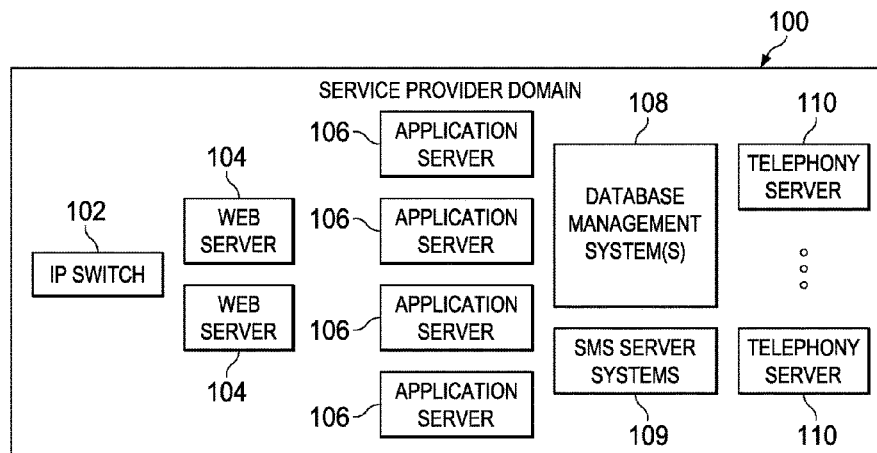 100
SERVICE PROVIDER DOMAIN
102
IP SWITCH
104
WEB
SERVER
WEB
SERVER
104
106
APPLICATION
SERVER
106
APPLICATION
SERVER
106
APPLICATION
SERVER
106
APPLICATION
SERVER
108
DATABASE
MANAGEMENT
SYSTEM(S)
SMS SERVER
SYSTEMS
109
110
TELEPHONY
SERVER
TELEPHONY
SERVER
110